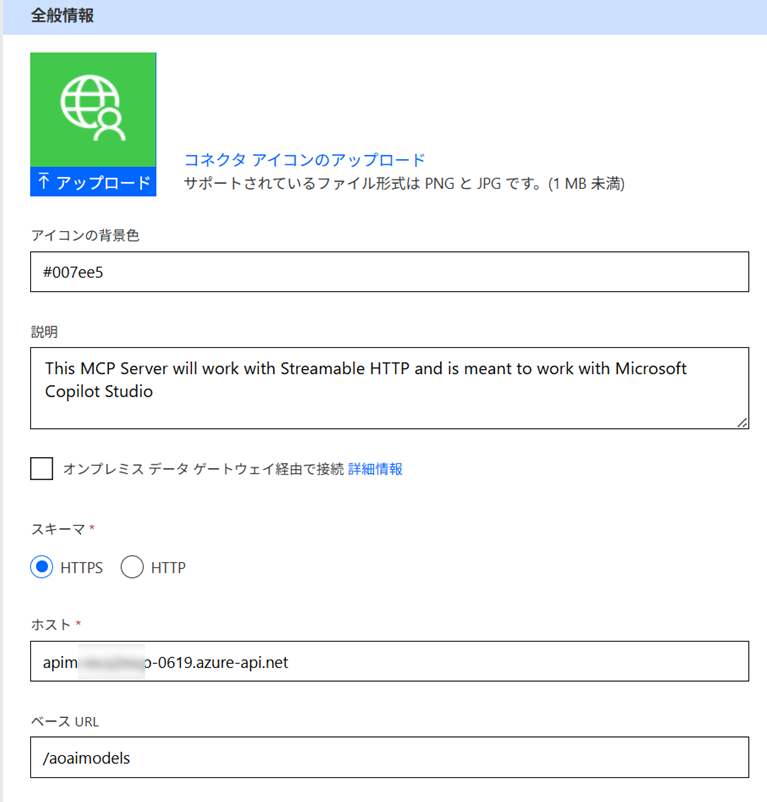 全般情報
アップロード
コネクタ アイコンのアップロード
サポートされているファイル形式は PNG と JPG です。(1 MB 未満)
アイコンの背景色
#007ee5
説明
This MCP Server will work with Streamable HTTP and is meant to work with Microsoft
Copilot Studio
オンプレミス データ ゲートウェイ経由で接続 詳細情報
スキーマ *
HTTPS HTTP
ホスト *
apim o-0619.azure-api.net
ベース URL
/aoaimodels